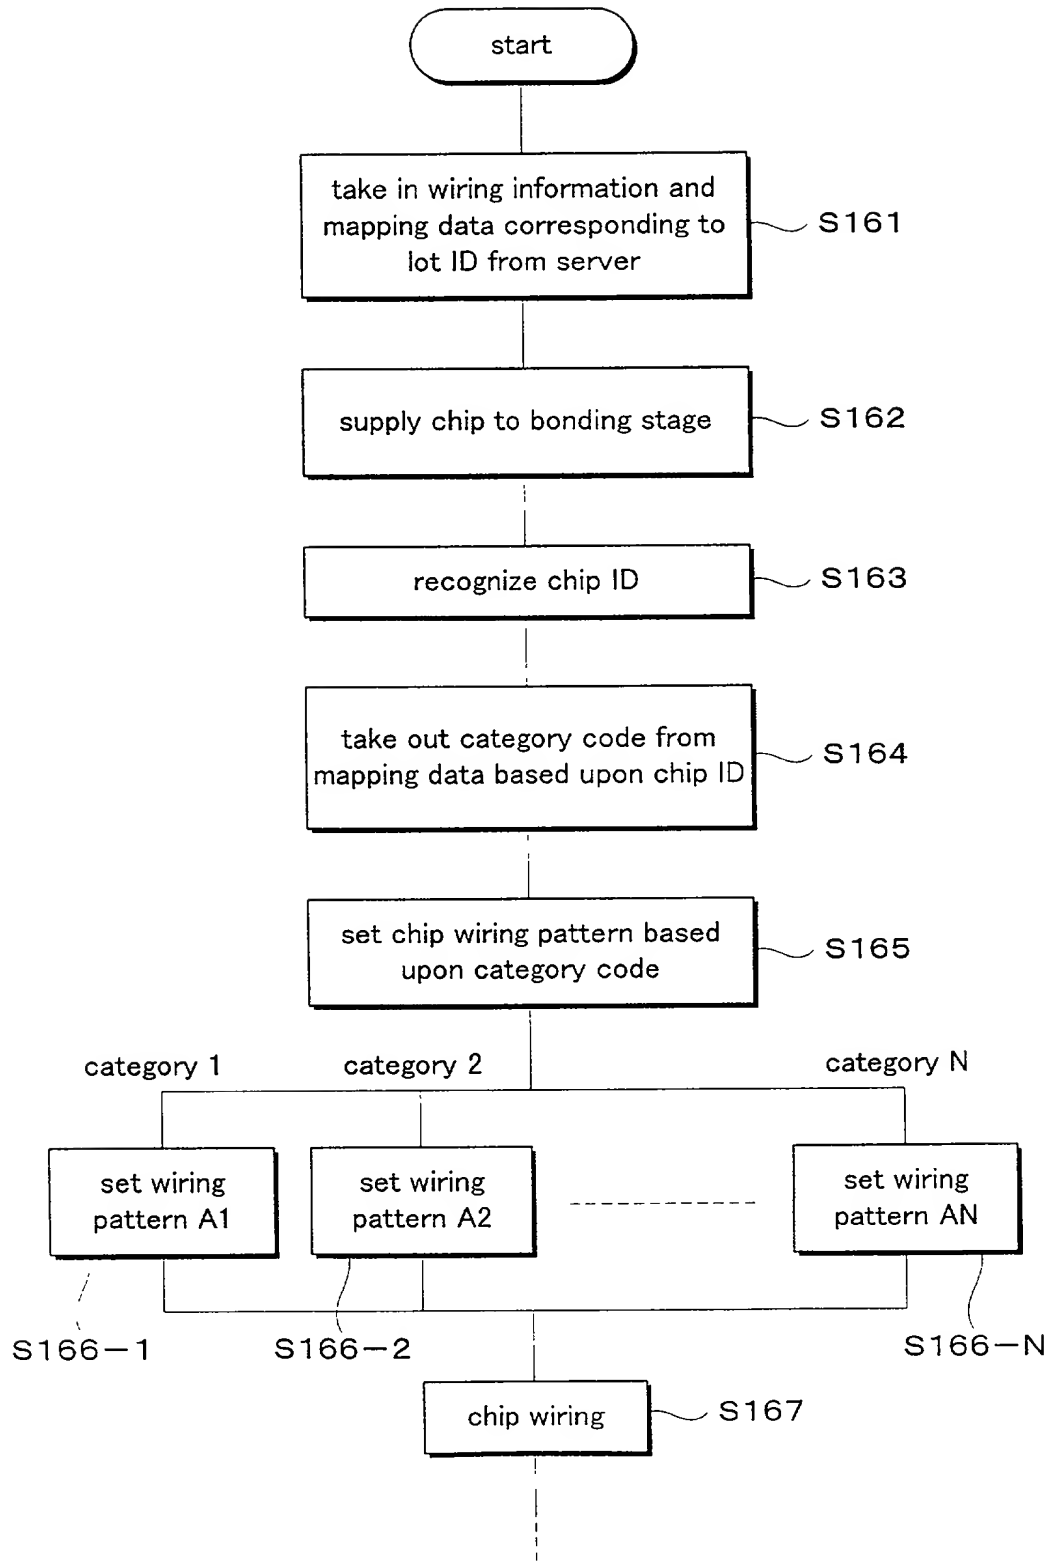 start
take in wiring information and
mapping data corresponding to
lot ID from server
S161
supply chip to bonding stage
S162
recognize chip ID
S163
take out category code from
mapping data based upon chip ID
S164
set chip wiring pattern based
upon category code
S165
category 1
category 2
category N
set wiring
pattern A1
set wiring
pattern A2
set wiring
pattern AN
S166-1
S166-2
S166-N
chip wiring
S167